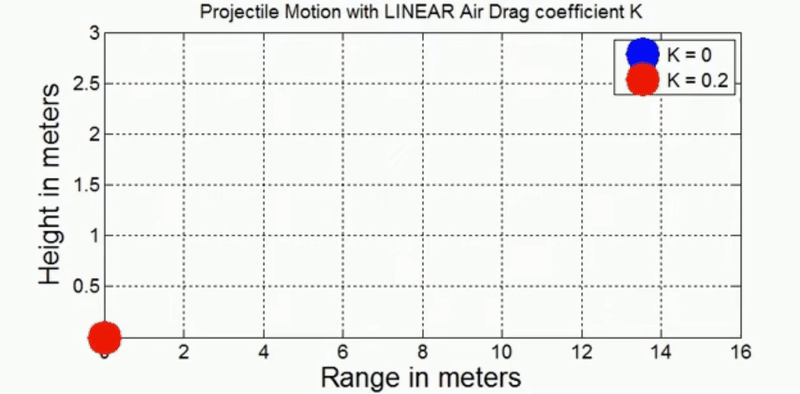 Projectile Motion with LINEAR Air Drag coefficient K
K = 0
K = 0.2
Height in meters
3
2.5
2
1.5
1
0.5
2 4 6 8 10 12 14 16
Range in meters